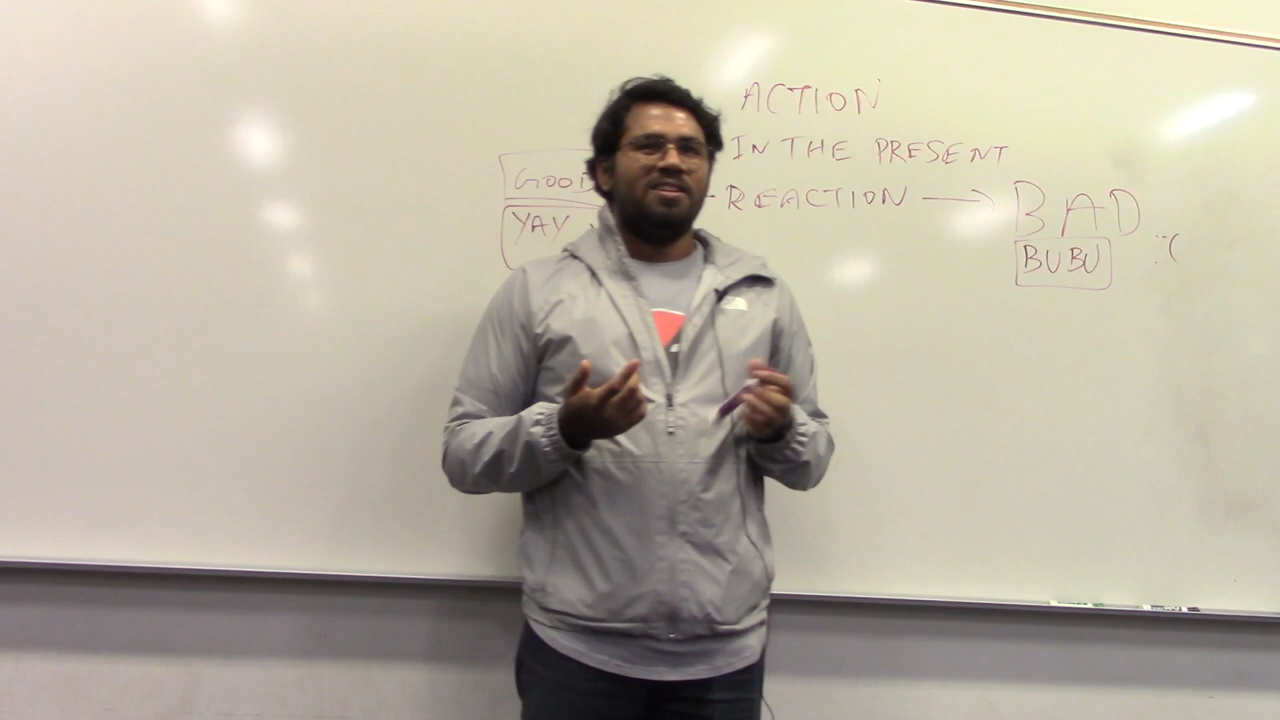 ACTION
IN THE PRESENT
GOOD
REACTION → BAD
YAY
BUBU :(